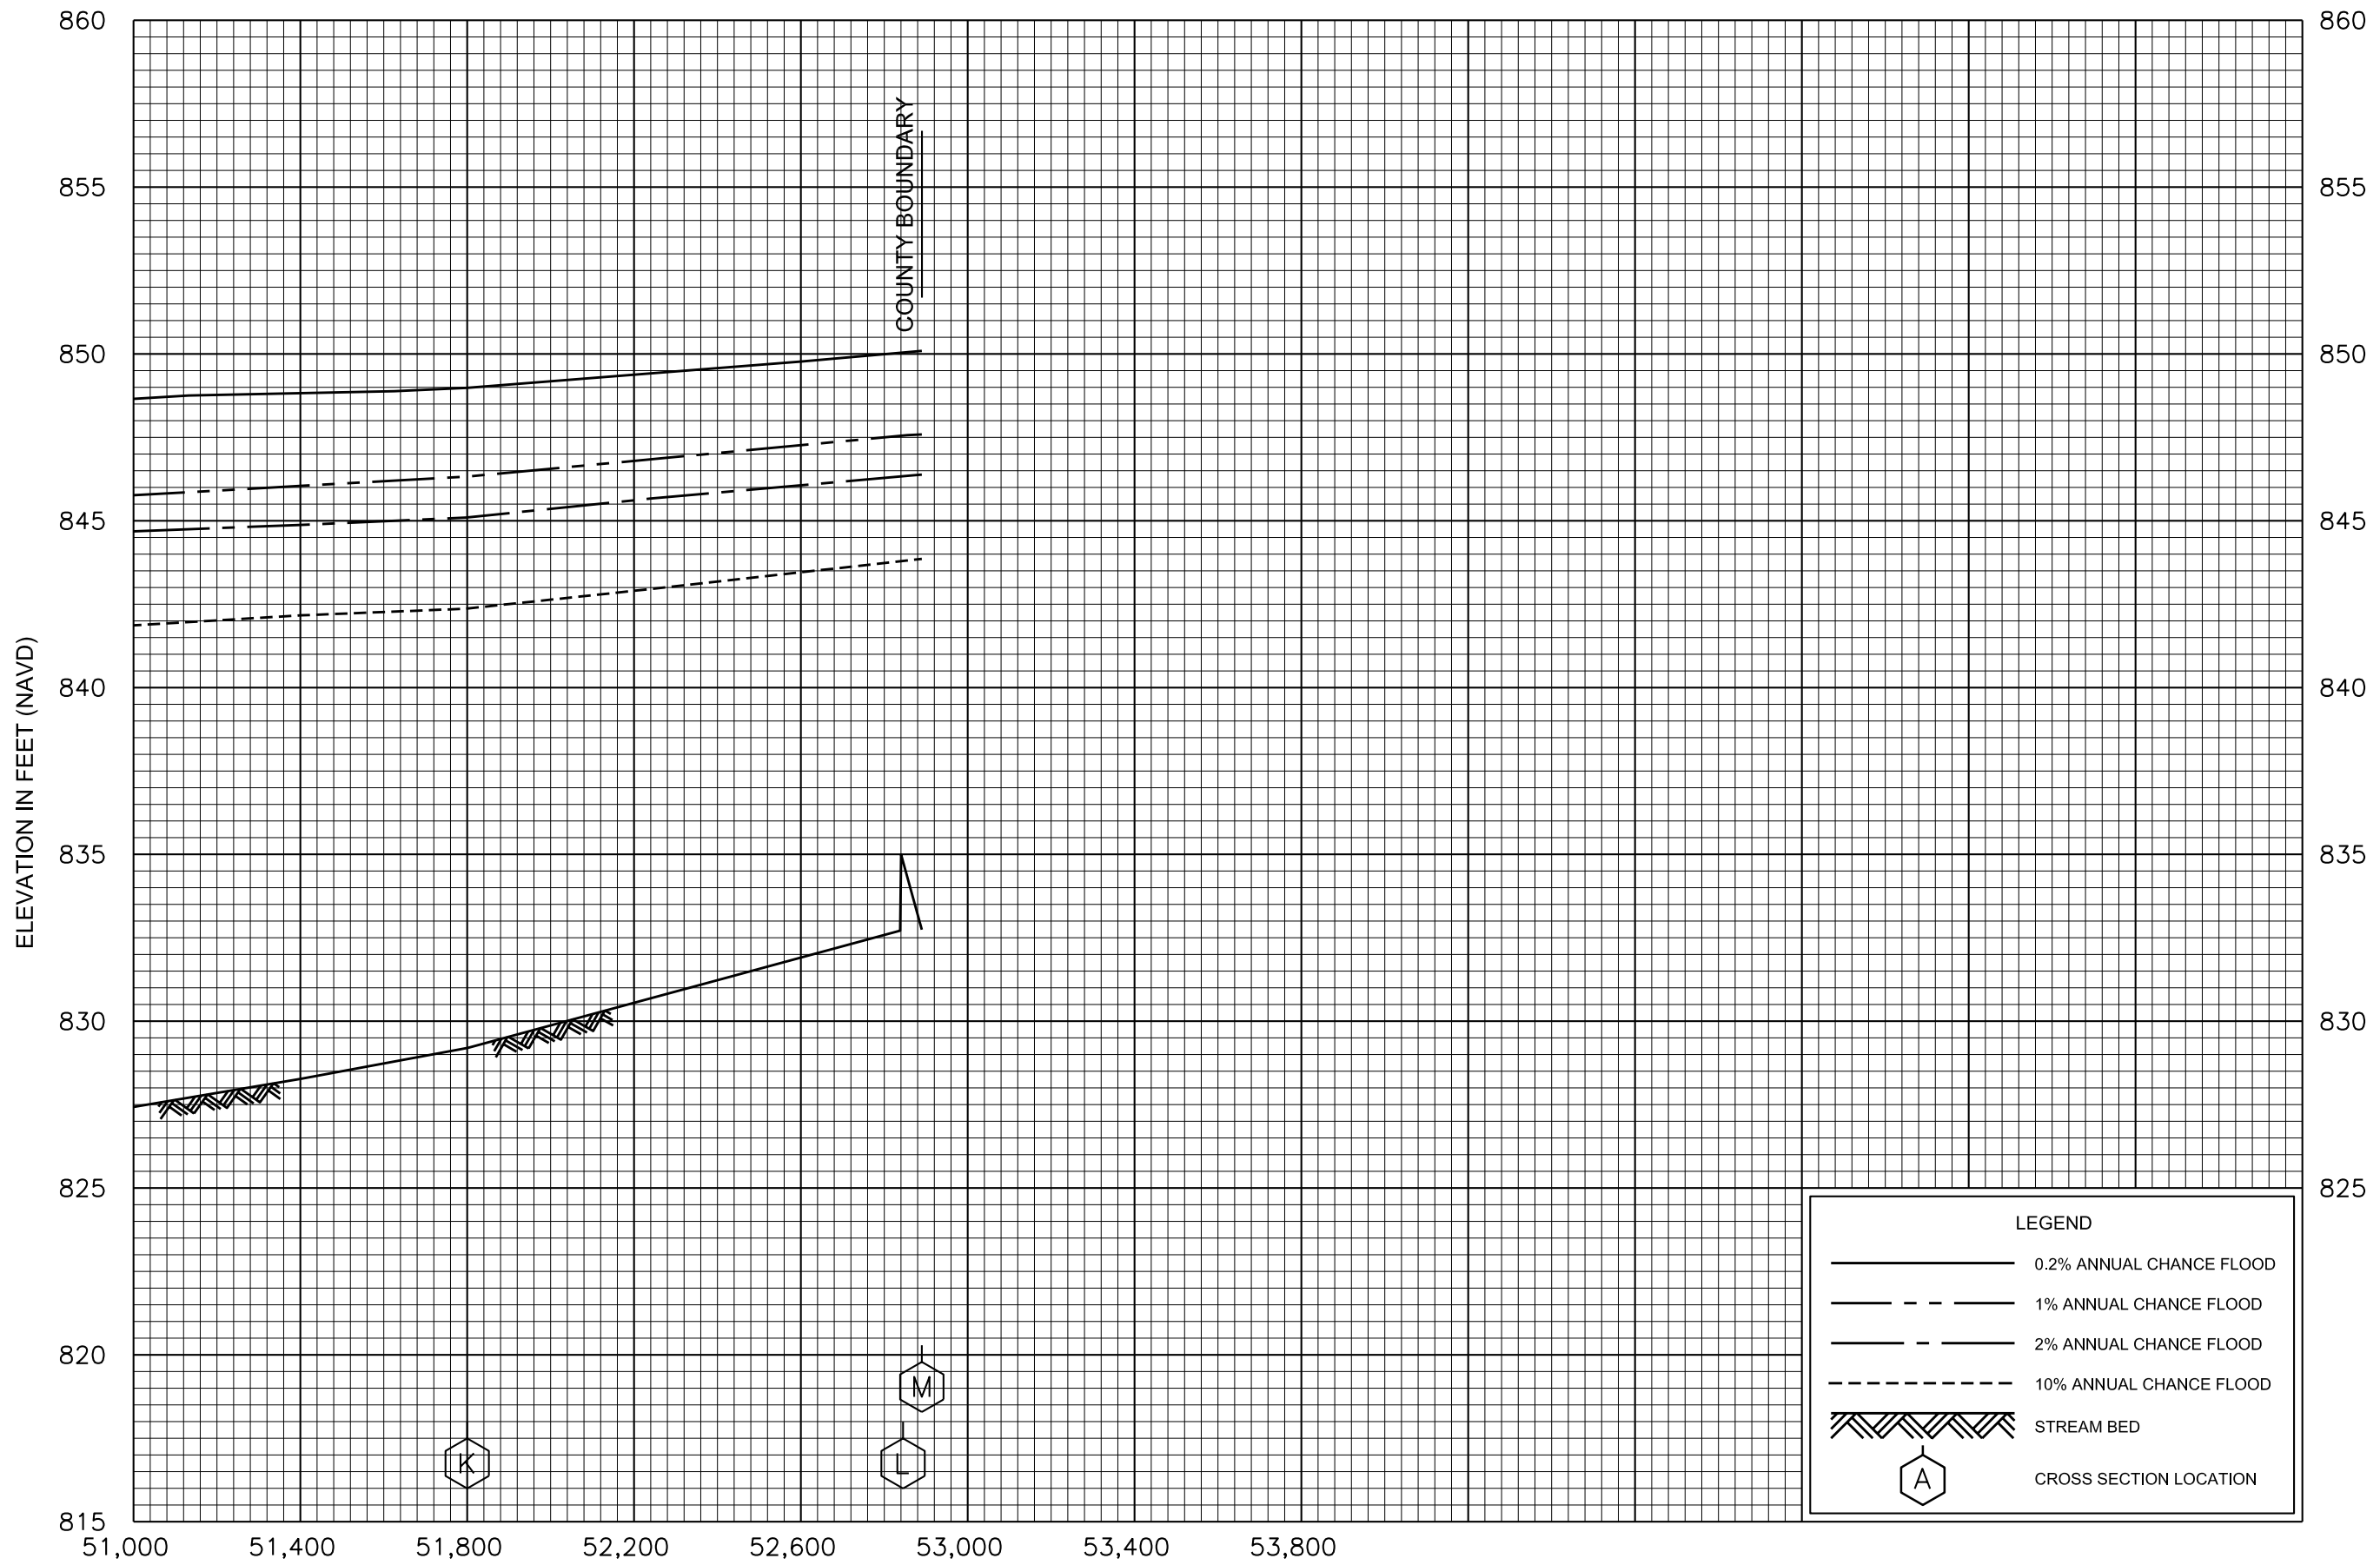 860
860
COUNTY BOUNDARY
855
855
850
850
845
845
ELEVATION IN FEET (NAVD)
840
840
835
835
830
830
825
825
LEGEND
0.2% ANNUAL CHANCE FLOOD
1% ANNUAL CHANCE FLOOD
2% ANNUAL CHANCE FLOOD
10% ANNUAL CHANCE FLOOD
STREAM BED
A
CROSS SECTION LOCATION
820
M
K
L
815
51,000 51,400 51,800 52,200 52,600 53,000 53,400 53,800